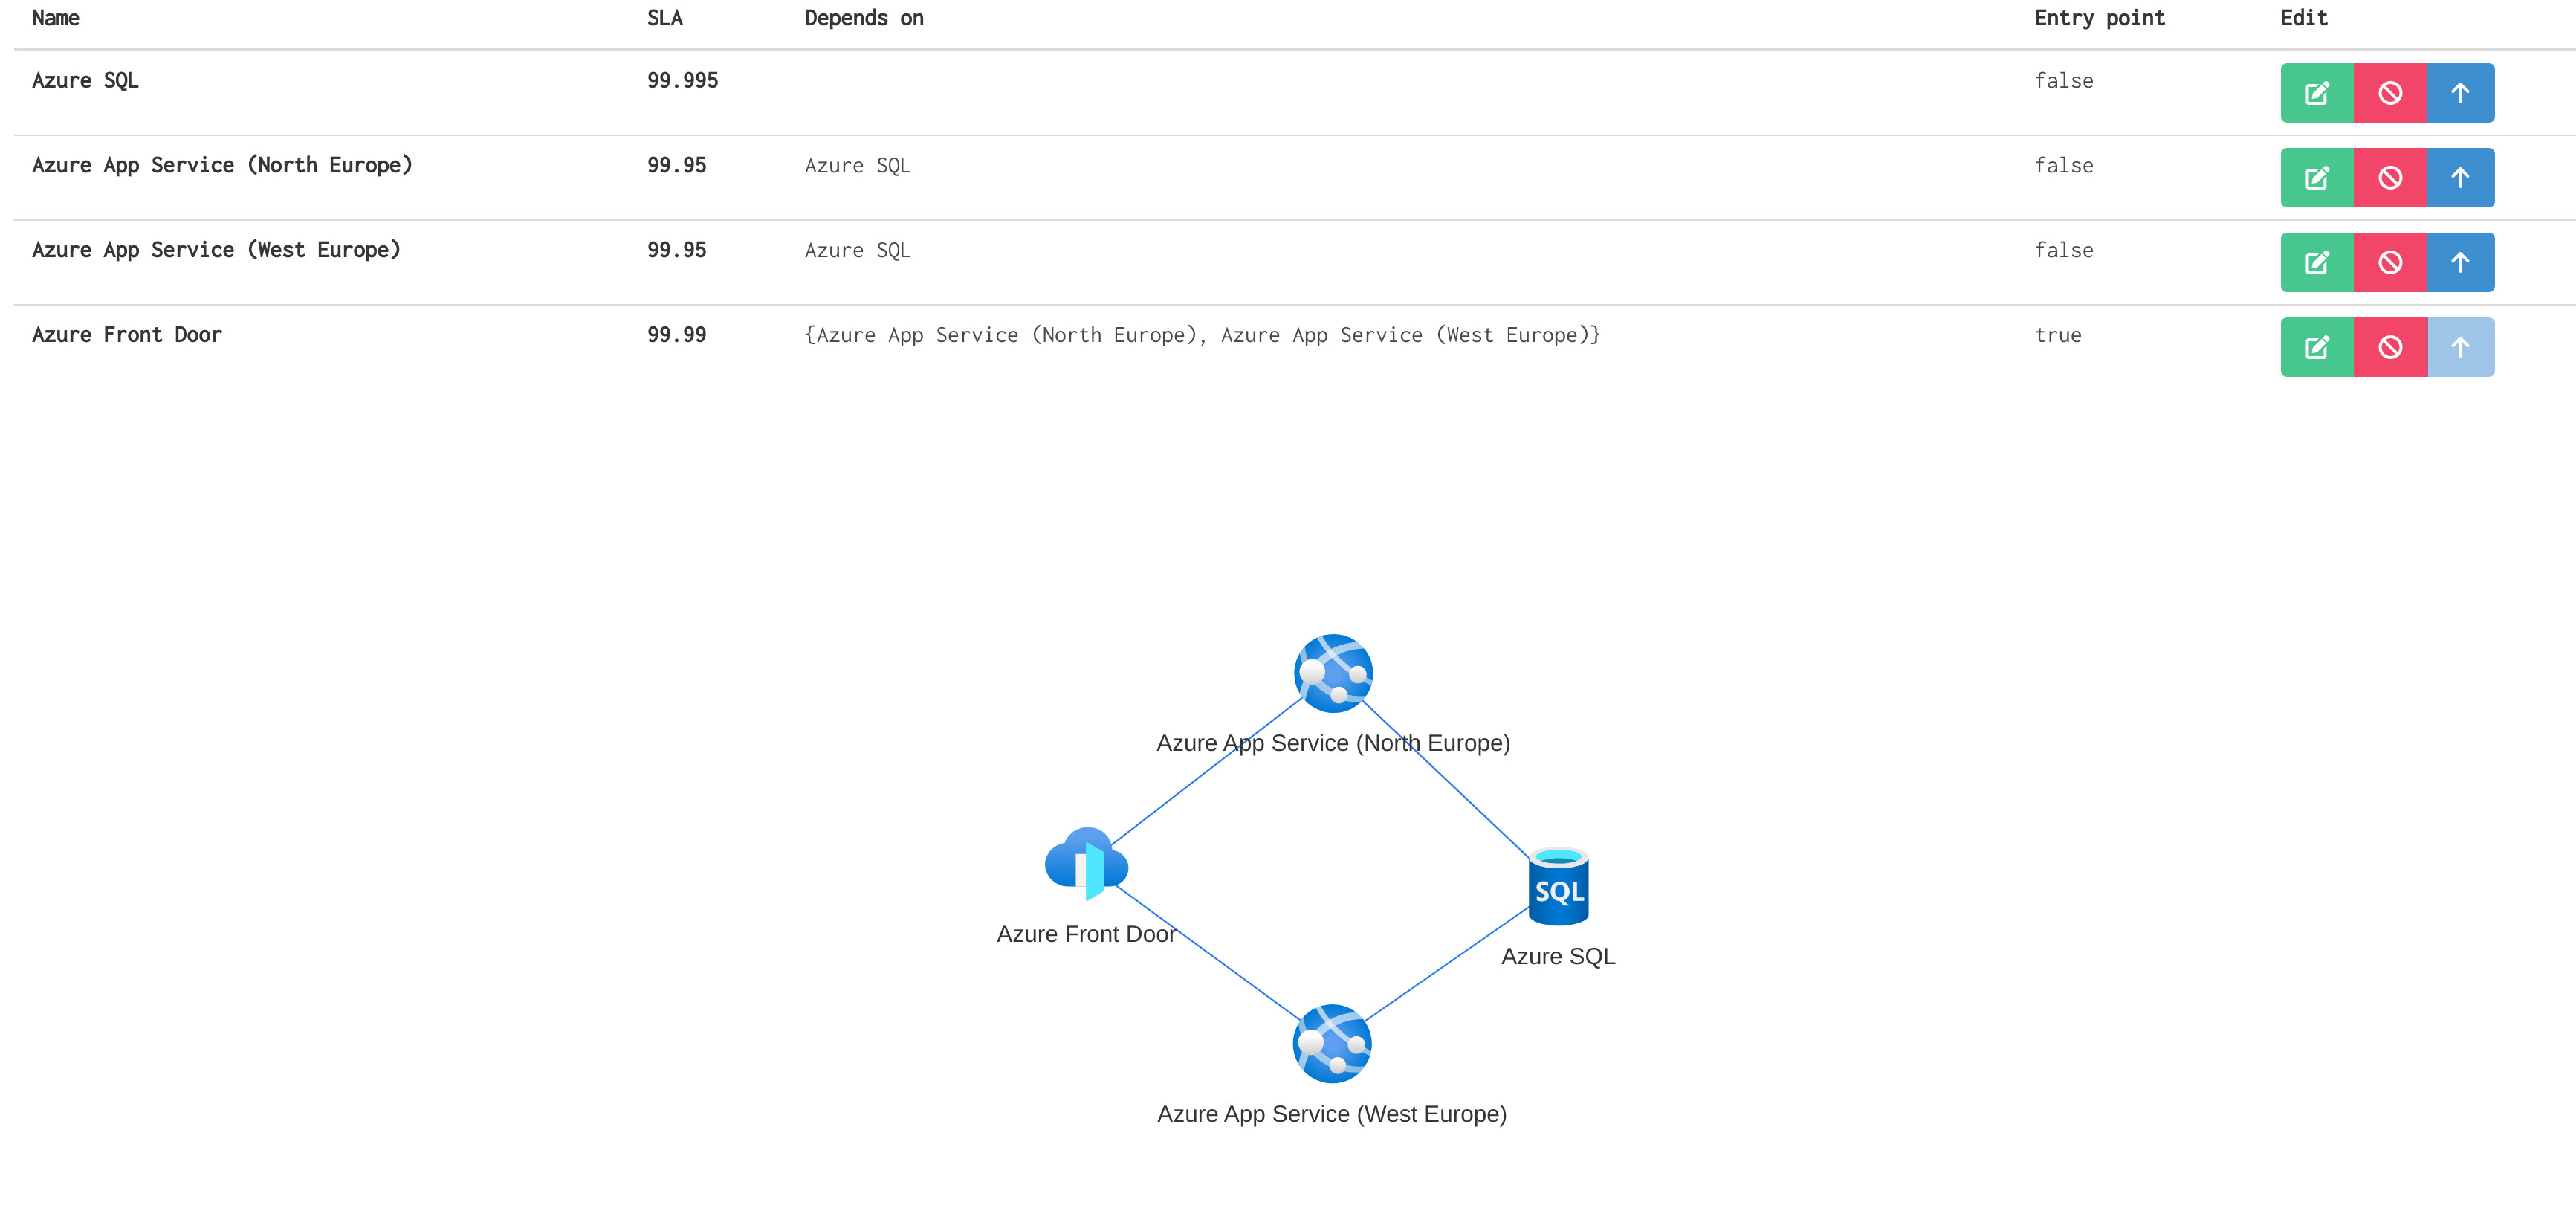 Name SLA Depends on Entry point Edit
Azure SQL 99.995 false
Azure App Service (North Europe) 99.95 Azure SQL false
Azure App Service (West Europe) 99.95 Azure SQL false
Azure Front Door 99.99 {Azure App Service (North Europe), Azure App Service (West Europe)} true
Azure App Service (North Europe)
SQL
Azure Front Door
Azure SQL
Azure App Service (West Europe)